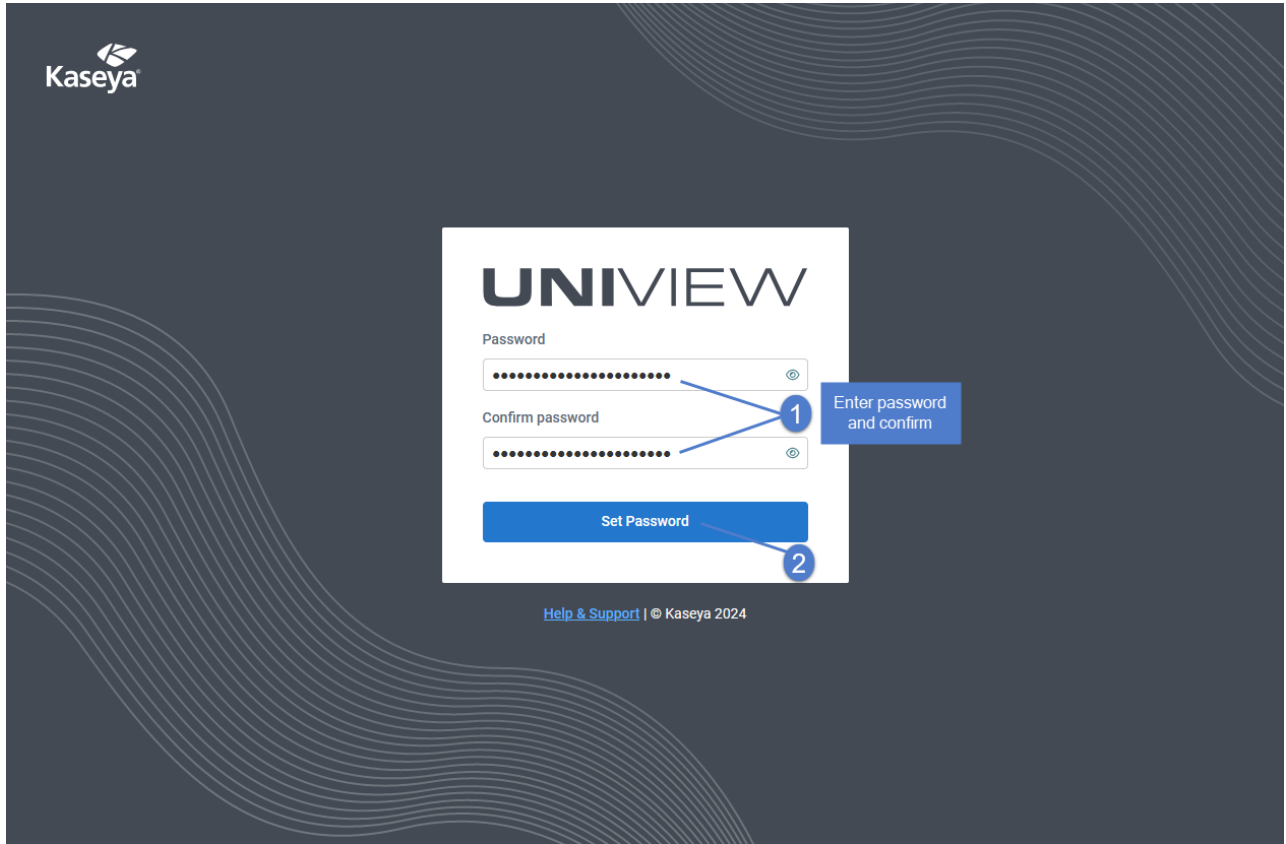 Kaseya
UNIVIEW
Password
••••••••••••••••••••••
Confirm password
••••••••••••••••••••••
1
Enter password
and confirm
Set Password
2
Help & Support | © Kaseya 2024